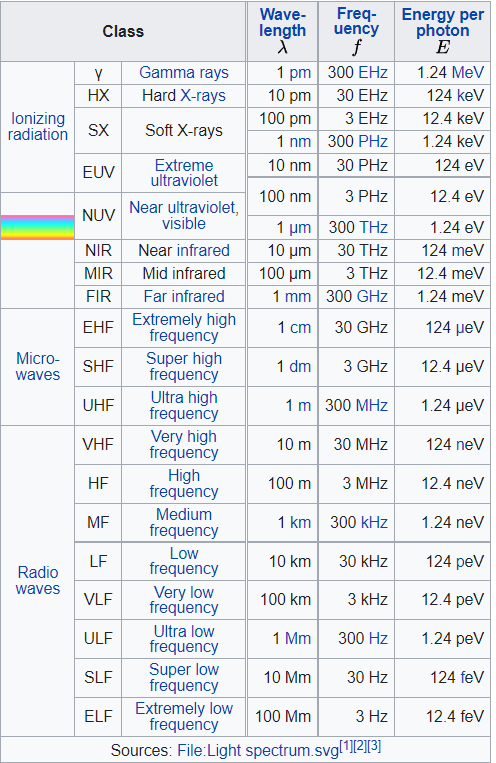 Class Wave-length λ Freq-uency f Energy per photon E
Ionizing radiation
γ Gamma rays 1 pm 300 EHz 1.24 MeV
HX Hard X-rays 10 pm 30 EHz 124 keV
SX Soft X-rays 100 pm 3 EHz 12.4 keV
1 nm 300 PHz 1.24 keV
EUV Extreme ultraviolet 10 nm 30 PHz 124 eV
100 nm 3 PHz 12.4 eV
NUV Near ultraviolet, visible
1 μm 300 THz 1.24 eV
NIR Near infrared 10 μm 30 THz 124 meV
MIR Mid infrared 100 μm 3 THz 12.4 meV
FIR Far infrared 1 mm 300 GHz 1.24 meV
Micro-waves
EHF Extremely high frequency 1 cm 30 GHz 124 μeV
SHF Super high frequency 1 dm 3 GHz 12.4 μeV
UHF Ultra high frequency 1 m 300 MHz 1.24 μeV
Radio waves
VHF Very high frequency 10 m 30 MHz 124 neV
HF High frequency 100 m 3 MHz 12.4 neV
MF Medium frequency 1 km 300 kHz 1.24 neV
LF Low frequency 10 km 30 kHz 124 peV
VLF Very low frequency 100 km 3 kHz 12.4 peV
ULF Ultra low frequency 1 Mm 300 Hz 1.24 peV
SLF Super low frequency 10 Mm 30 Hz 124 feV
ELF Extremely low frequency 100 Mm 3 Hz 12.4 feV
Sources: File:Light spectrum.svg[1][2][3]